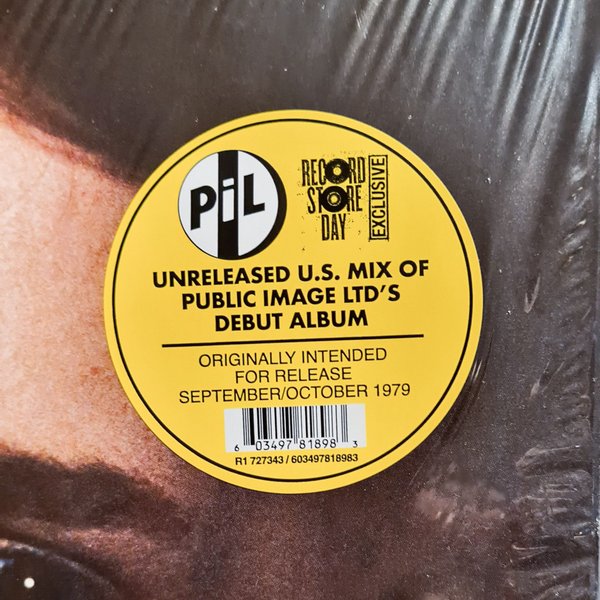 PiL
RECORD
STORE
DAY
EXCLUSIVE
UNRELEASED U.S. MIX OF
PUBLIC IMAGE LTD'S
DEBUT ALBUM
ORIGINALLY INTENDED
FOR RELEASE
SEPTEMBER/OCTOBER 1979
6 03497 81898 3
R1 727343 / 603497818983